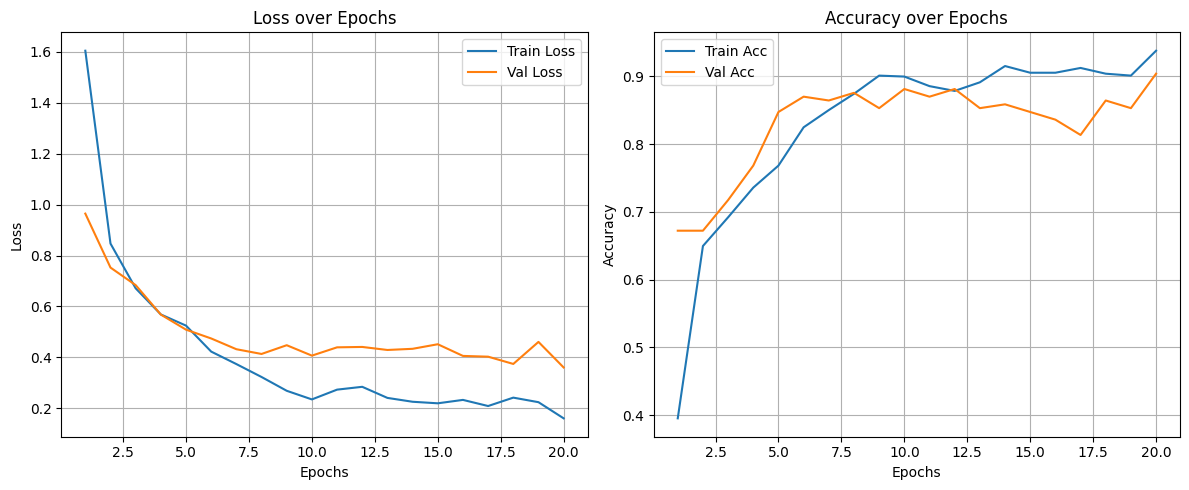 Loss over Epochs
Train Loss
Val Loss
Loss
1.6
1.4
1.2
1.0
0.8
0.6
0.4
0.2
2.5 5.0 7.5 10.0 12.5 15.0 17.5 20.0
Epochs
Accuracy over Epochs
Train Acc
Val Acc
Accuracy
0.9
0.8
0.7
0.6
0.5
0.4
2.5 5.0 7.5 10.0 12.5 15.0 17.5 20.0
Epochs